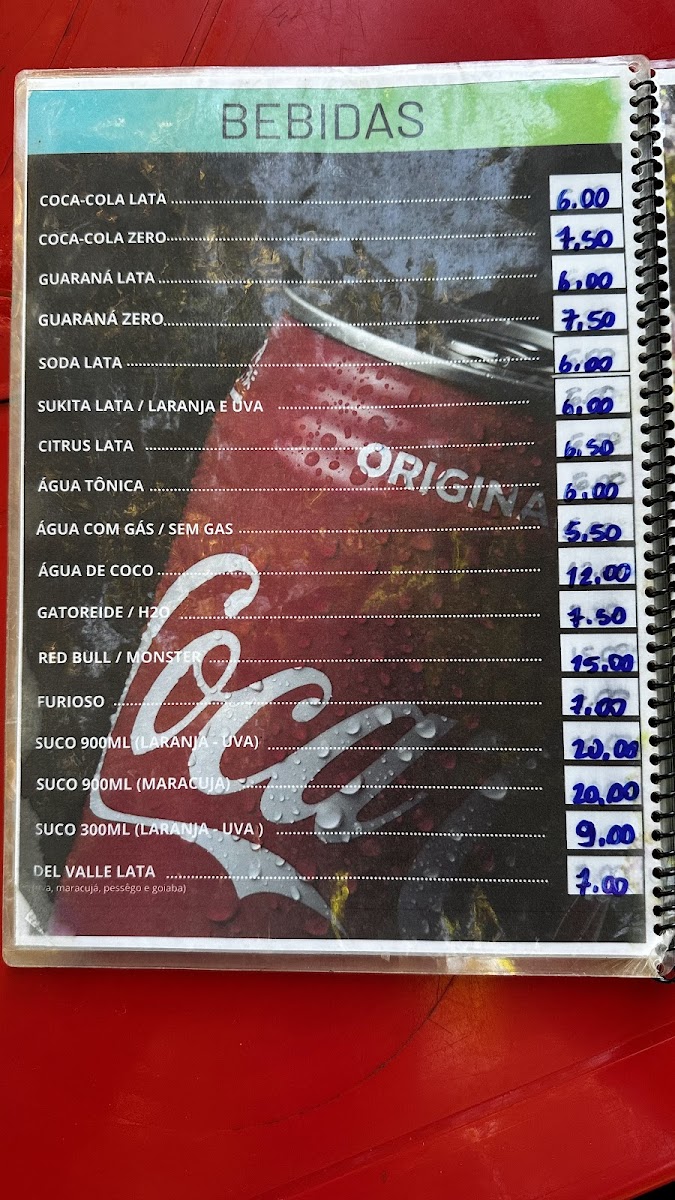 BEBIDAS
COCA-COLA LATA 6.00
COCA-COLA ZERO 7,50
GUARANÁ LATA 6,00
GUARANÁ ZERO 7,50
SODA LATA 6,00
SUKITA LATA / LARANJA E UVA 6,00
CITRUS LATA 6,50
ORIGINA
ÁGUA TÔNICA 6,00
ÁGUA COM GÁS / SEM GAS 5,50
ÁGUA DE COCO 12,00
GATOREIDE / H2O 7.50
RED BULL / MONSTER 15,00
Coca
FURIOSO 7.00
SUCO 900ML (LARANJA - UVA) 20,00
SUCO 900ML (MARACUJA) 20,00
SUCO 300ML (LARANJA - UVA ) 9.00
DEL VALLE LATA 7.00
maracujá, pessêgo e goiaba)